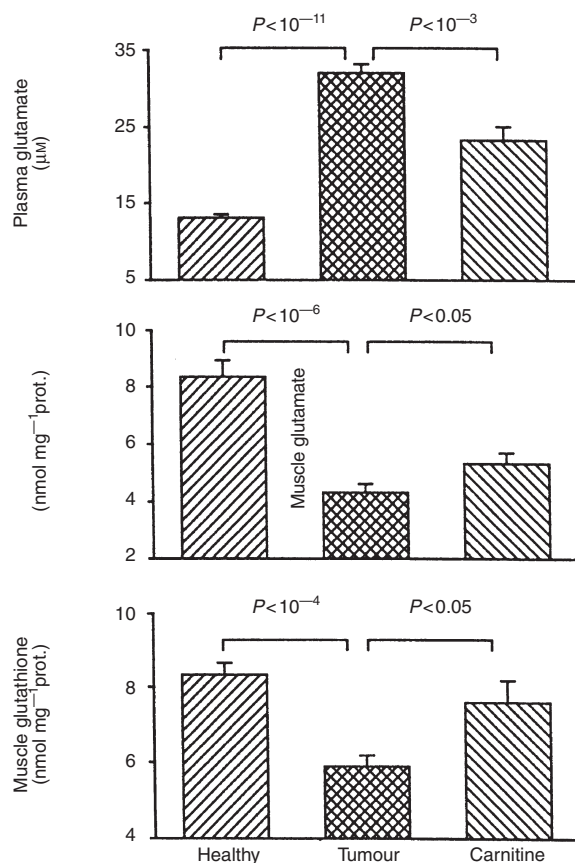 P<10⁻¹¹ P<10⁻³
35
25
15
5
Plasma glutamate
(μM)
P<10⁻⁶ P<0.05
10
8
6
4
2
Muscle glutamate
(nmol mg⁻¹prot.)
P<10⁻⁴ P<0.05
10
8
6
4
Muscle glutathione
(nmol mg⁻¹prot.)
Healthy Tumour Carnitine